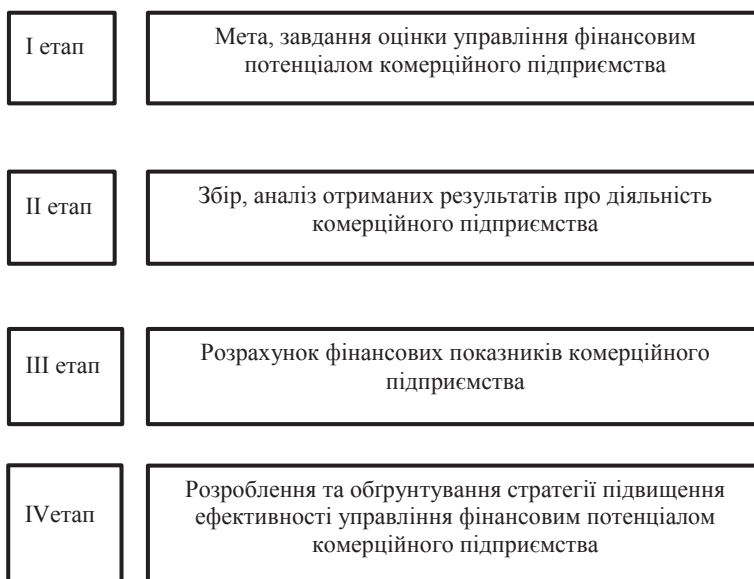 I етап
Мета, завдання оцінки управління фінансовим
потенціалом комерційного підприємства
II етап
Збір, аналіз отриманих результатів про діяльність
комерційного підприємства
III етап
Розрахунок фінансових показників комерційного
підприємства
IVетап
Розроблення та обґрунтування стратегії підвищення
ефективності управління фінансовим потенціалом
комерційного підприємства